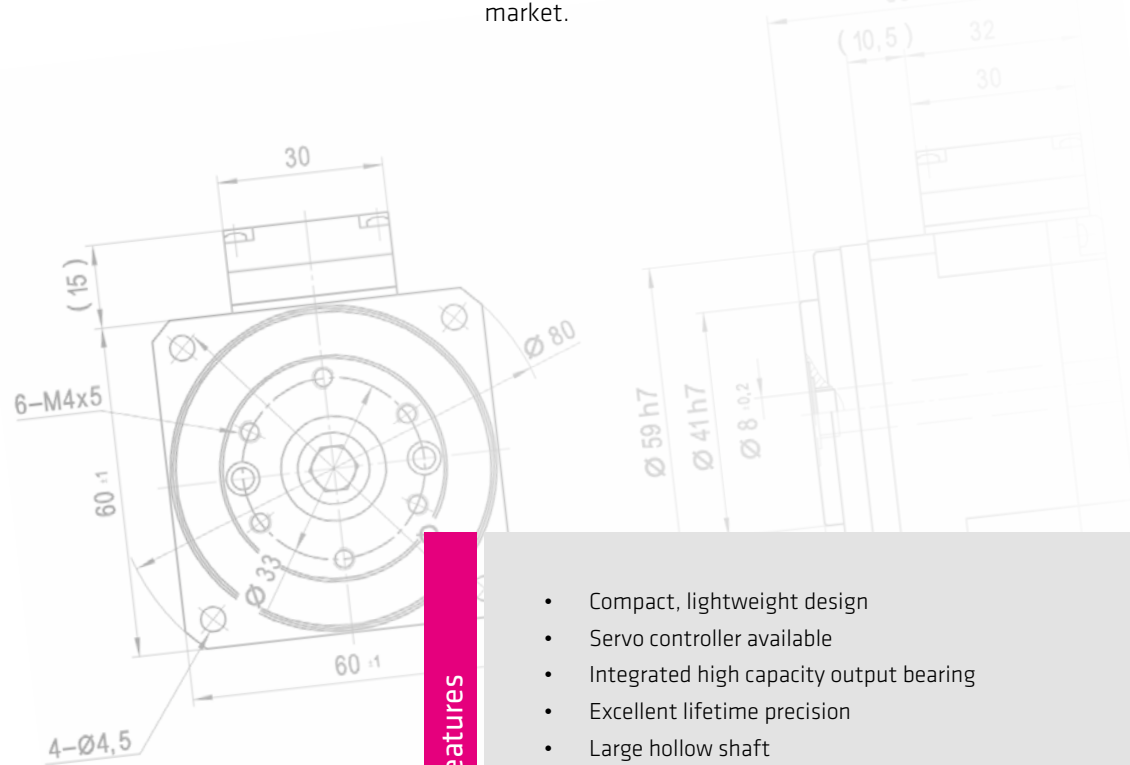 market.
( 10,5 )
32
30
30
( 15 )
Ø 80
6–M4x5
60 ±1
Ø 59 h7
Ø 41 h7
Ø 8 ±0,2
Ø 33
60 ±1
4–Ø4,5
• Compact, lightweight design
• Servo controller available
• Integrated high capacity output bearing
• Excellent lifetime precision
• Large hollow shaft